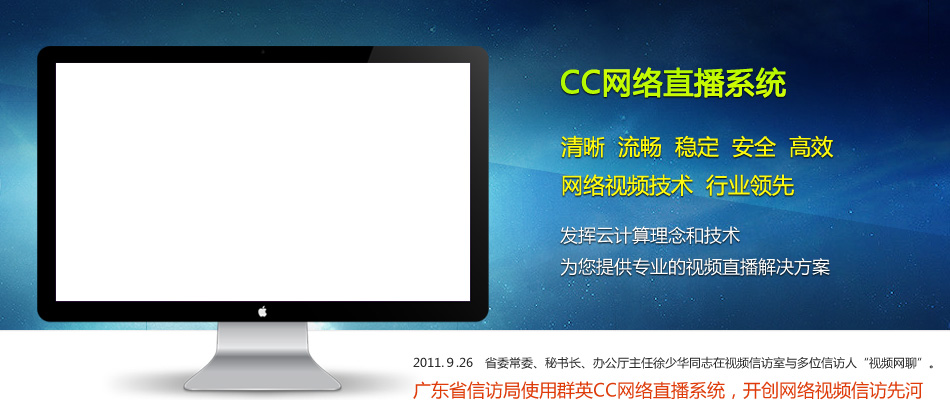 CC网络直播系统
清晰 流畅 稳定 安全 高效
网络视频技术 行业领先
发挥云计算理念和技术
为您提供专业的视频直播解决方案
2011. 9 .26 省委常委、秘书长、办公厅主任徐少华同志在视频信访室与多位信访人“视频网聊”。
广东省信访局使用群英CC网络直播系统，开创网络视频信访先河